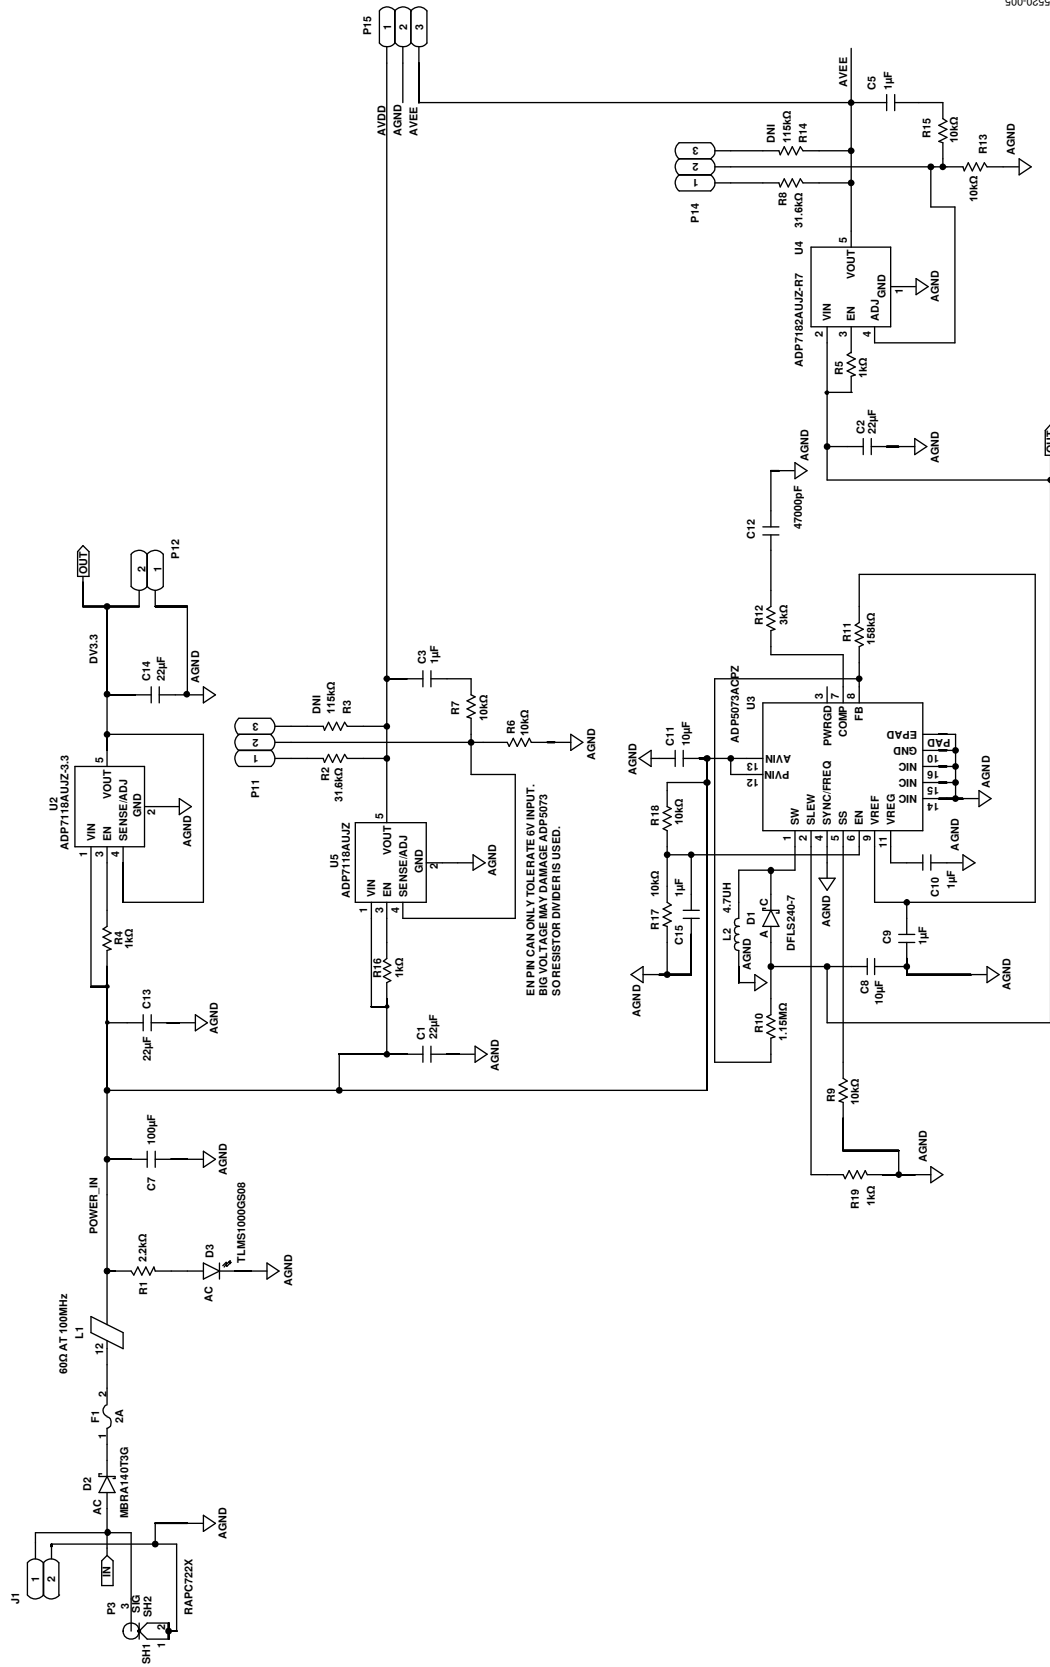 15520-005
J1
1
2
IN
P3
3
SIG
SH2
SH1
1
2
RAPC722X
AGND
D2
AC
MBRA140T3G
F1
1
2
2A
60Ω AT 100MHz
L1
12
R1
2.2kΩ
AC
D3
TLMS1000GS08
AGND
POWER_IN
C7
100µF
AGND
C13
22µF
AGND
R4
1kΩ
U2
ADP7118AUJZ-3.3
1
VIN
3
EN
4
SENSE/ADJ
VOUT
5
GND
2
AGND
DV3.3
C14
22µF
AGND
OUT
2
1
P12
C1
22µF
AGND
R16
1kΩ
U5
ADP7118AUJZ
1
VIN
3
EN
4
SENSE/ADJ
VOUT
5
GND
2
AGND
P11
1
2
3
R2
31.6kΩ
DNI
115kΩ
R3
C3
1µF
R7
10kΩ
R6
10kΩ
AGND
AVDD
AGND
AVEE
P15
1
2
3
EN PIN CAN ONLY TOLERATE 6V INPUT.
BIG VOLTAGE MAY DAMAGE ADP5073
SO RESISTOR DIVIDER IS USED.
AGND
R17
10kΩ
C15
1µF
R18
10kΩ
AGND
C11
10µF
L2
4.7UH
AGND
D1
A
C
DFLS240-7
R10
1.15MΩ
C8
10µF
C9
1µF
AGND
C10
1µF
AGND
AGND
R9
10kΩ
R19
1kΩ
AGND
ADP5073ACPZ
U3
12
PVIN
13
AVIN
1
SW
2
SLEW
4
SYNC/FREQ
5
SS
6
EN
9
VREF
11
VREG
PWRGD
3
COMP
7
FB
8
14
NIC
15
NIC
16
NIC
10
GND
PAD
EPAD
AGND
R12
3kΩ
C12
47000pF
AGND
R11
158kΩ
C2
22µF
AGND
OUT
R5
1kΩ
ADP7182AUJZ-R7
U4
2
VIN
3
EN
4
ADJ
VOUT
5
GND
1
AGND
P14
1
2
3
R8
31.6kΩ
DNI
115kΩ
R14
AVEE
C5
1µF
R15
10kΩ
R13
10kΩ
AGND